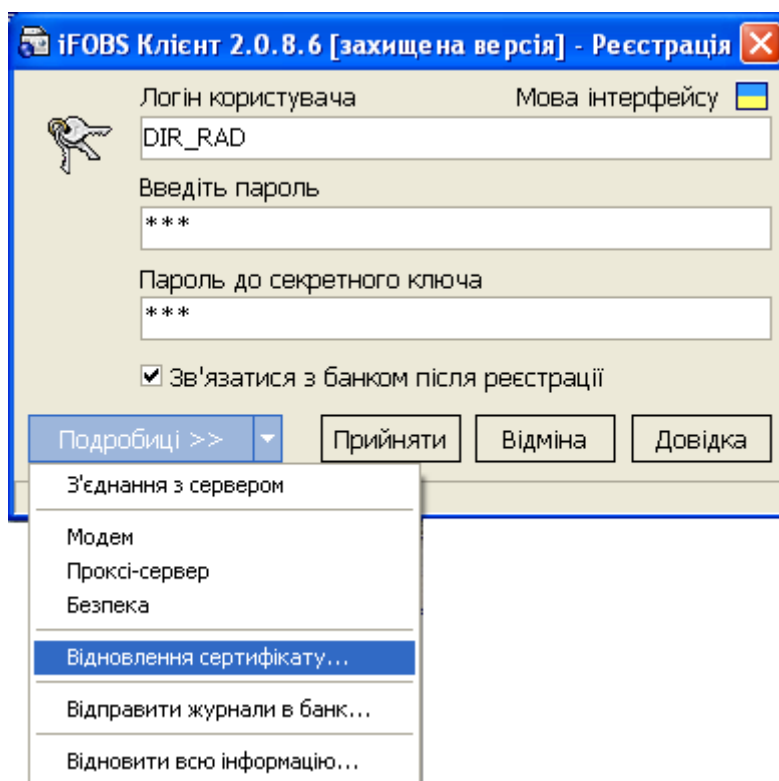 iFOBS Клієнт 2.0.8.6 [захищена версія] - Реєстрація
Логін користувача Мова інтерфейсу
DIR_RAD
Введіть пароль
***
Пароль до секретного ключа
***
Зв'язатися з банком після реєстрації
Подробиці >> Прийняти Відміна Довідка
З'єднання з сервером
Модем
Проксі-сервер
Безпека
Відновлення сертифікату...
Відправити журнали в банк...
Відновити всю інформацію...